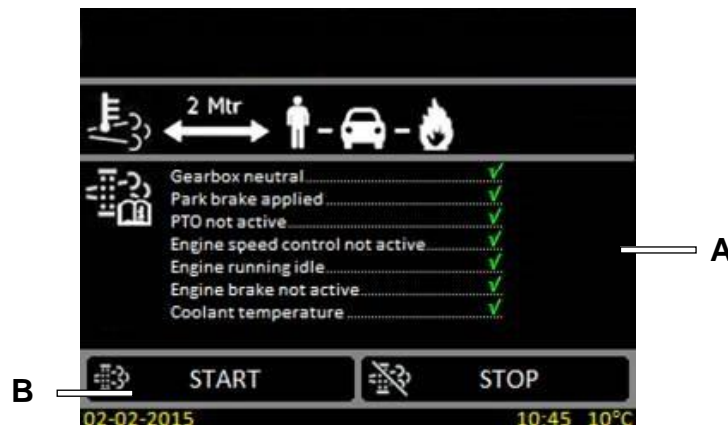 2 Mtr
Gearbox neutral
Park brake applied
PTO not active
Engine speed control not active
Engine running idle
Engine brake not active
Coolant temperature
A
START
STOP
B
02-02-2015 10:45 10°C